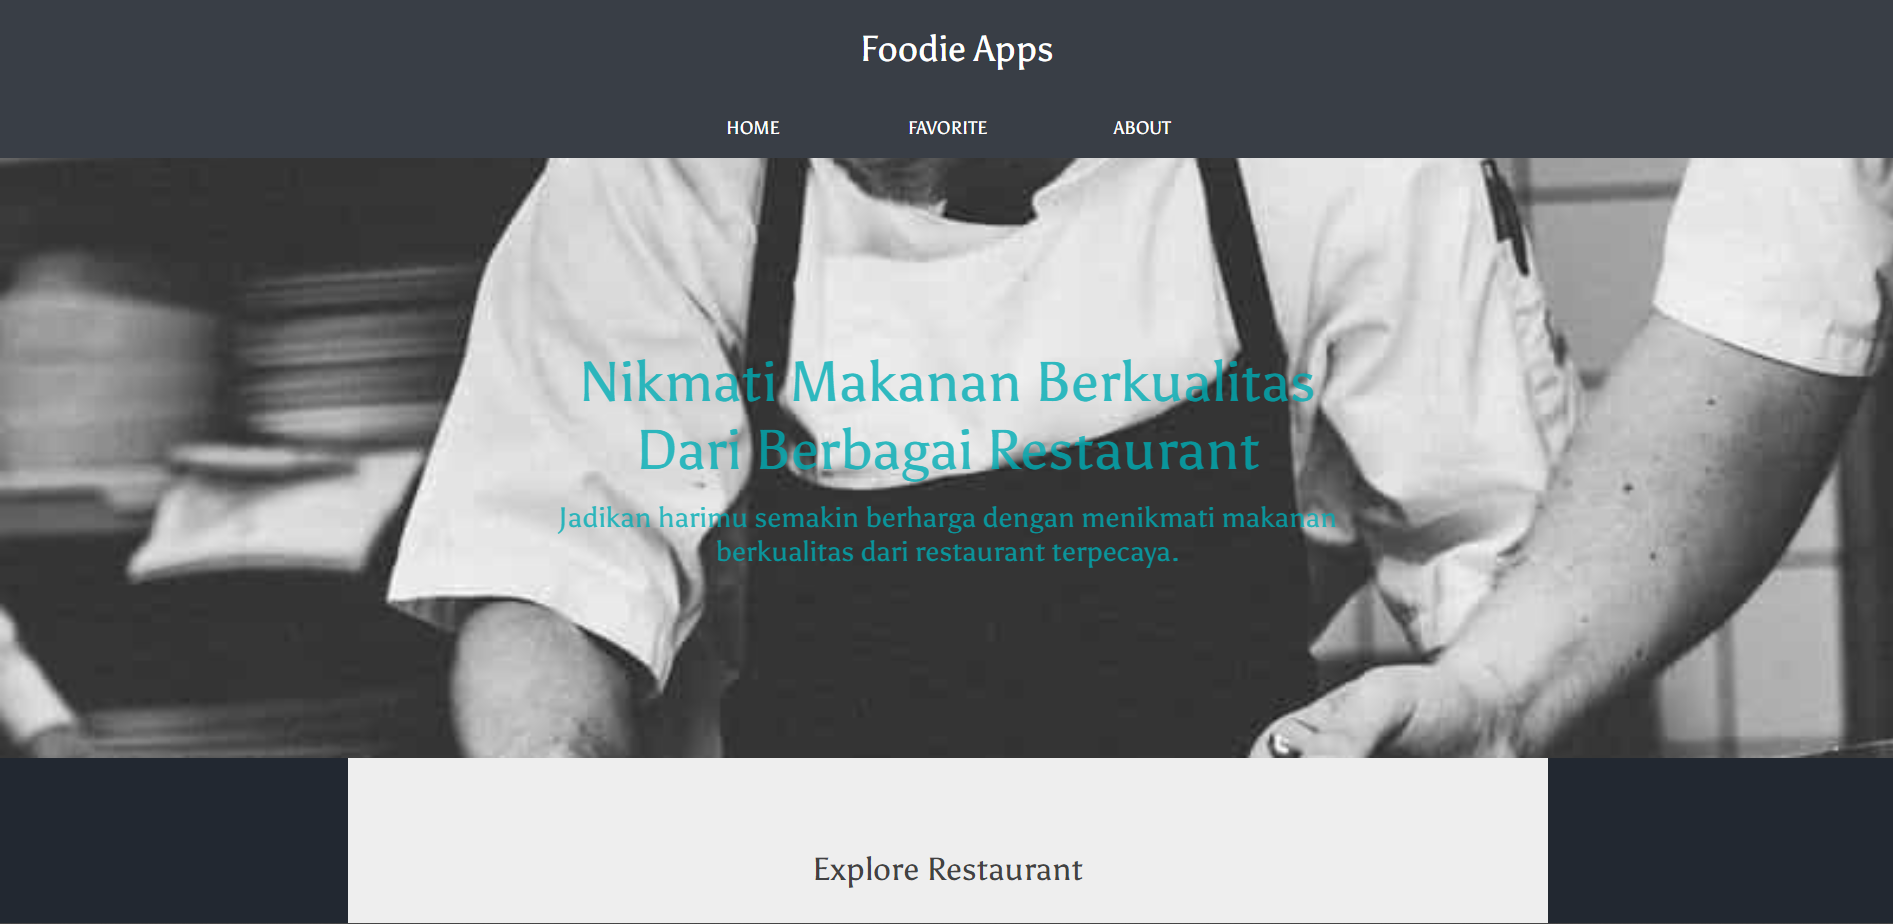 Foodie Apps
HOME FAVORITE ABOUT
Nikmati Makanan Berkualitas
Dari Berbagai Restaurant
Jadikan harimu semakin berharga dengan menikmati makanan
berkualitas dari restaurant terpecaya.
Explore Restaurant